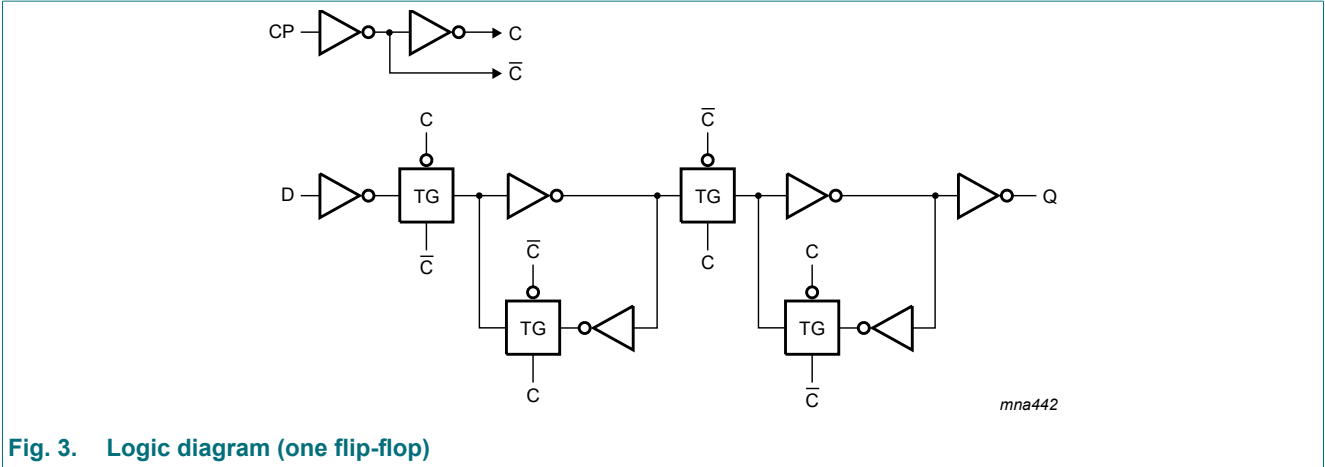 CP
C
C̅
C
C̅
D
TG
TG
Q
C̅
C̅
C
C
TG
TG
C
C̅
mna442
Fig. 3. Logic diagram (one flip-flop)